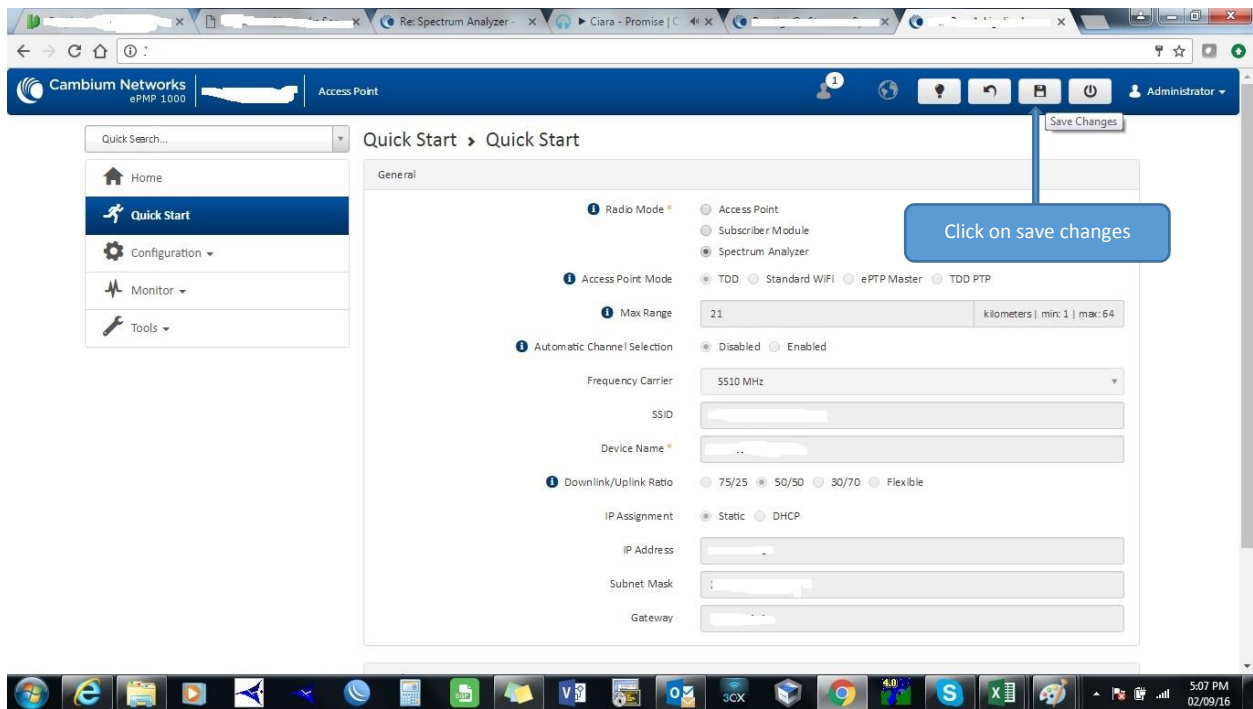 Re: Spectrum Analyzer -
Ciara - Promise | C
Cambium Networks
ePMP 1000
Access Point
1
Administrator
Save Changes
Quick Search...
Quick Start > Quick Start
Home
Quick Start
Configuration
Monitor
Tools
General
Radio Mode *
Access Point
Subscriber Module
Spectrum Analyzer
Click on save changes
Access Point Mode
TDD Standard WiFi ePTP Master TDD PTP
Max Range
21
kilometers | min: 1 | max: 64
Automatic Channel Selection
Disabled Enabled
Frequency Carrier
5510 MHz
SSID
Device Name *
Downlink/Uplink Ratio
75/25 50/50 30/70 Flexible
IP Assignment
Static DHCP
IP Address
Subnet Mask
Gateway
3CX
4.0
5:07 PM
02/09/16